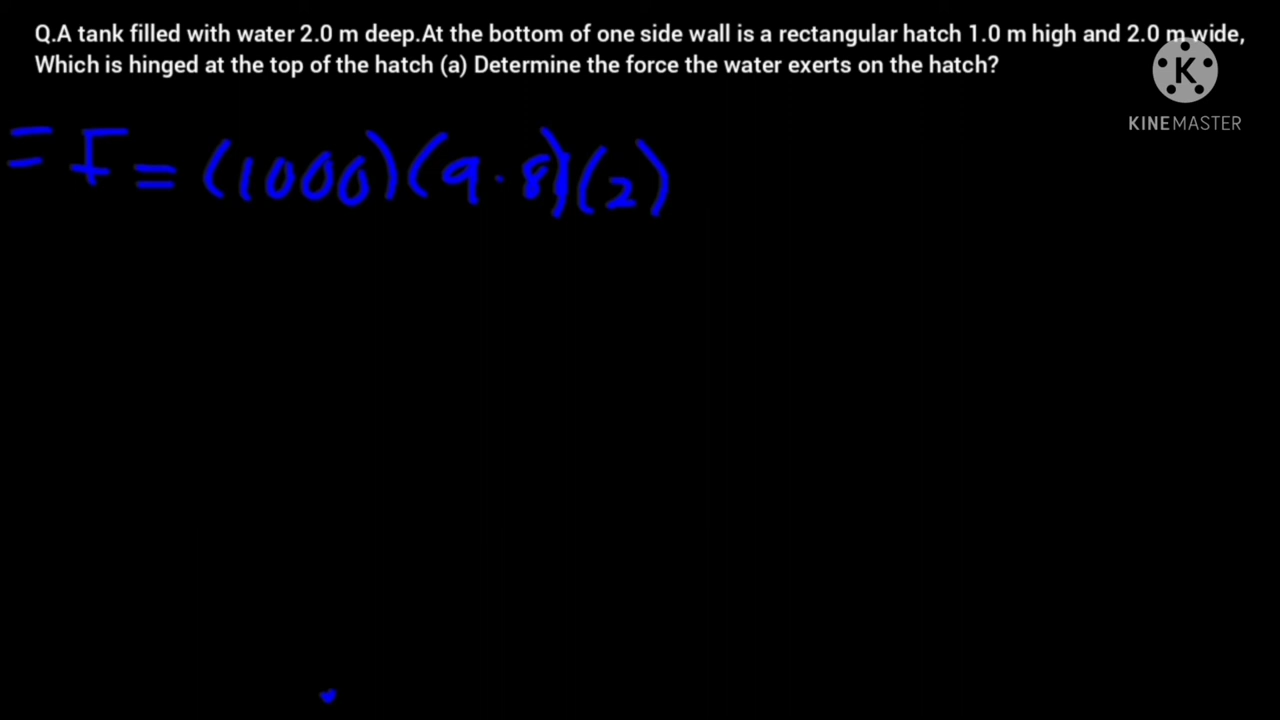 Q.A tank filled with water 2.0 m deep.At the bottom of one side wall is a rectangular hatch 1.0 m high and 2.0 m wide,
Which is hinged at the top of the hatch (a) Determine the force the water exerts on the hatch?
K
KINEMASTER
= F = (1000)(9.8)(2)